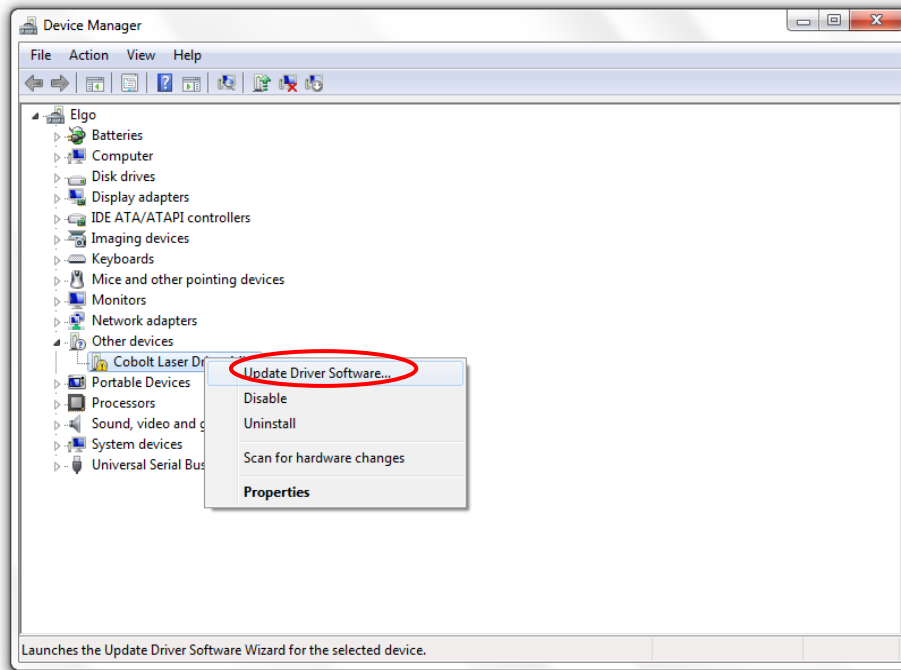 Device Manager
File Action View Help
Elgo
Batteries
Computer
Disk drives
Display adapters
IDE ATA/ATAPI controllers
Imaging devices
Keyboards
Mice and other pointing devices
Monitors
Network adapters
Other devices
Cobolt Laser
Update Driver Software...
Portable Devices
Disable
Processors
Uninstall
Sound, video and
System devices
Scan for hardware changes
Universal Serial
Properties
Launches the Update Driver Software Wizard for the selected device.